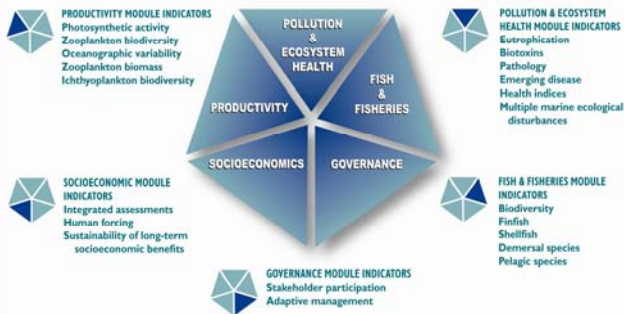 PRODUCTIVITY MODULE INDICATORS
Photosynthetic activity
Zooplankton biodiversity
Oceanographic variability
Zooplankton biomass
Ichthyoplankton biodiversity
POLLUTION
&
ECOSYSTEM
HEALTH
FISH
&
FISHERIES
PRODUCTIVITY
SOCIOECONOMICS
GOVERNANCE
POLLUTION & ECOSYSTEM
HEALTH MODULE INDICATORS
Eutrophication
Biotoxins
Pathology
Emerging disease
Health indices
Multiple marine ecological
disturbances
SOCIOECONOMIC MODULE
INDICATORS
Integrated assessments
Human forcing
Sustainability of long-term
socioeconomic benefits
FISH & FISHERIES MODULE
INDICATORS
Biodiversity
Finfish
Shellfish
Demersal species
Pelagic species
GOVERNANCE MODULE INDICATORS
Stakeholder participation
Adaptive management